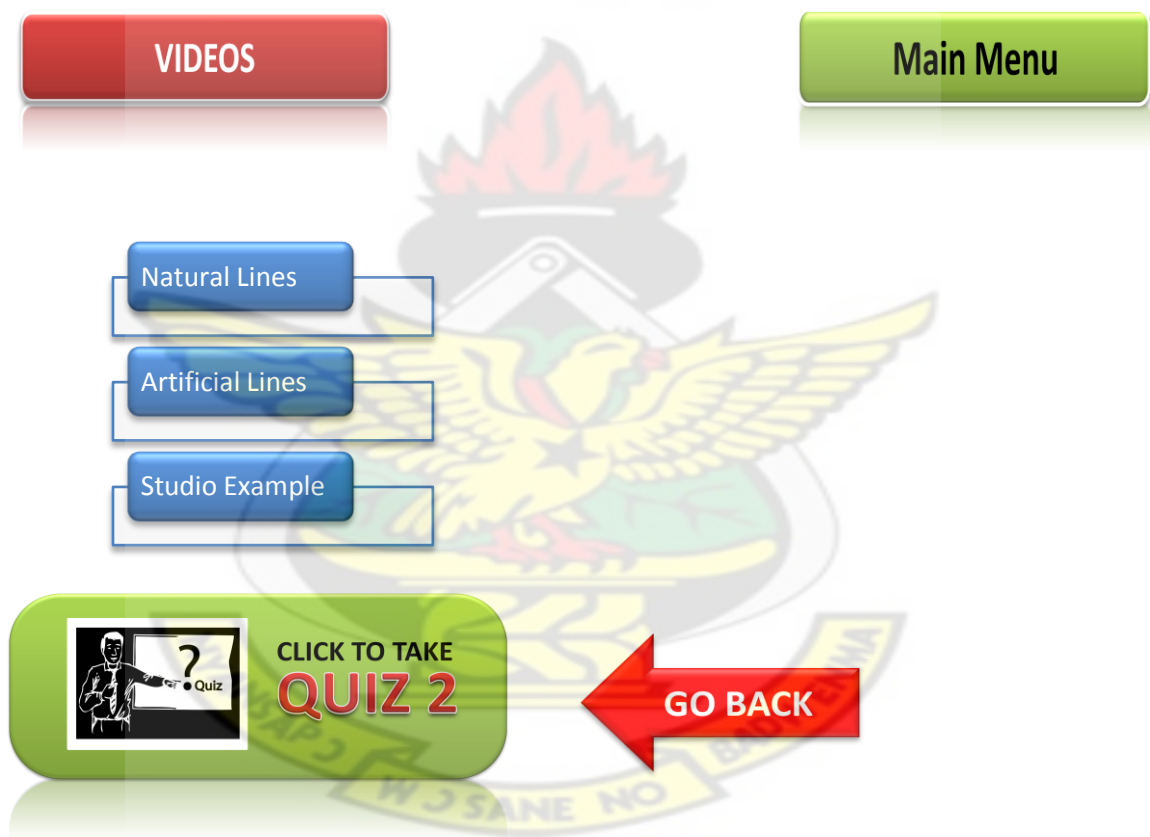 VIDEOS
Main Menu
Natural Lines
Artificial Lines
Studio Example
? Quiz
CLICK TO TAKE
QUIZ 2
GO BACK
W Ɔ SANE NO